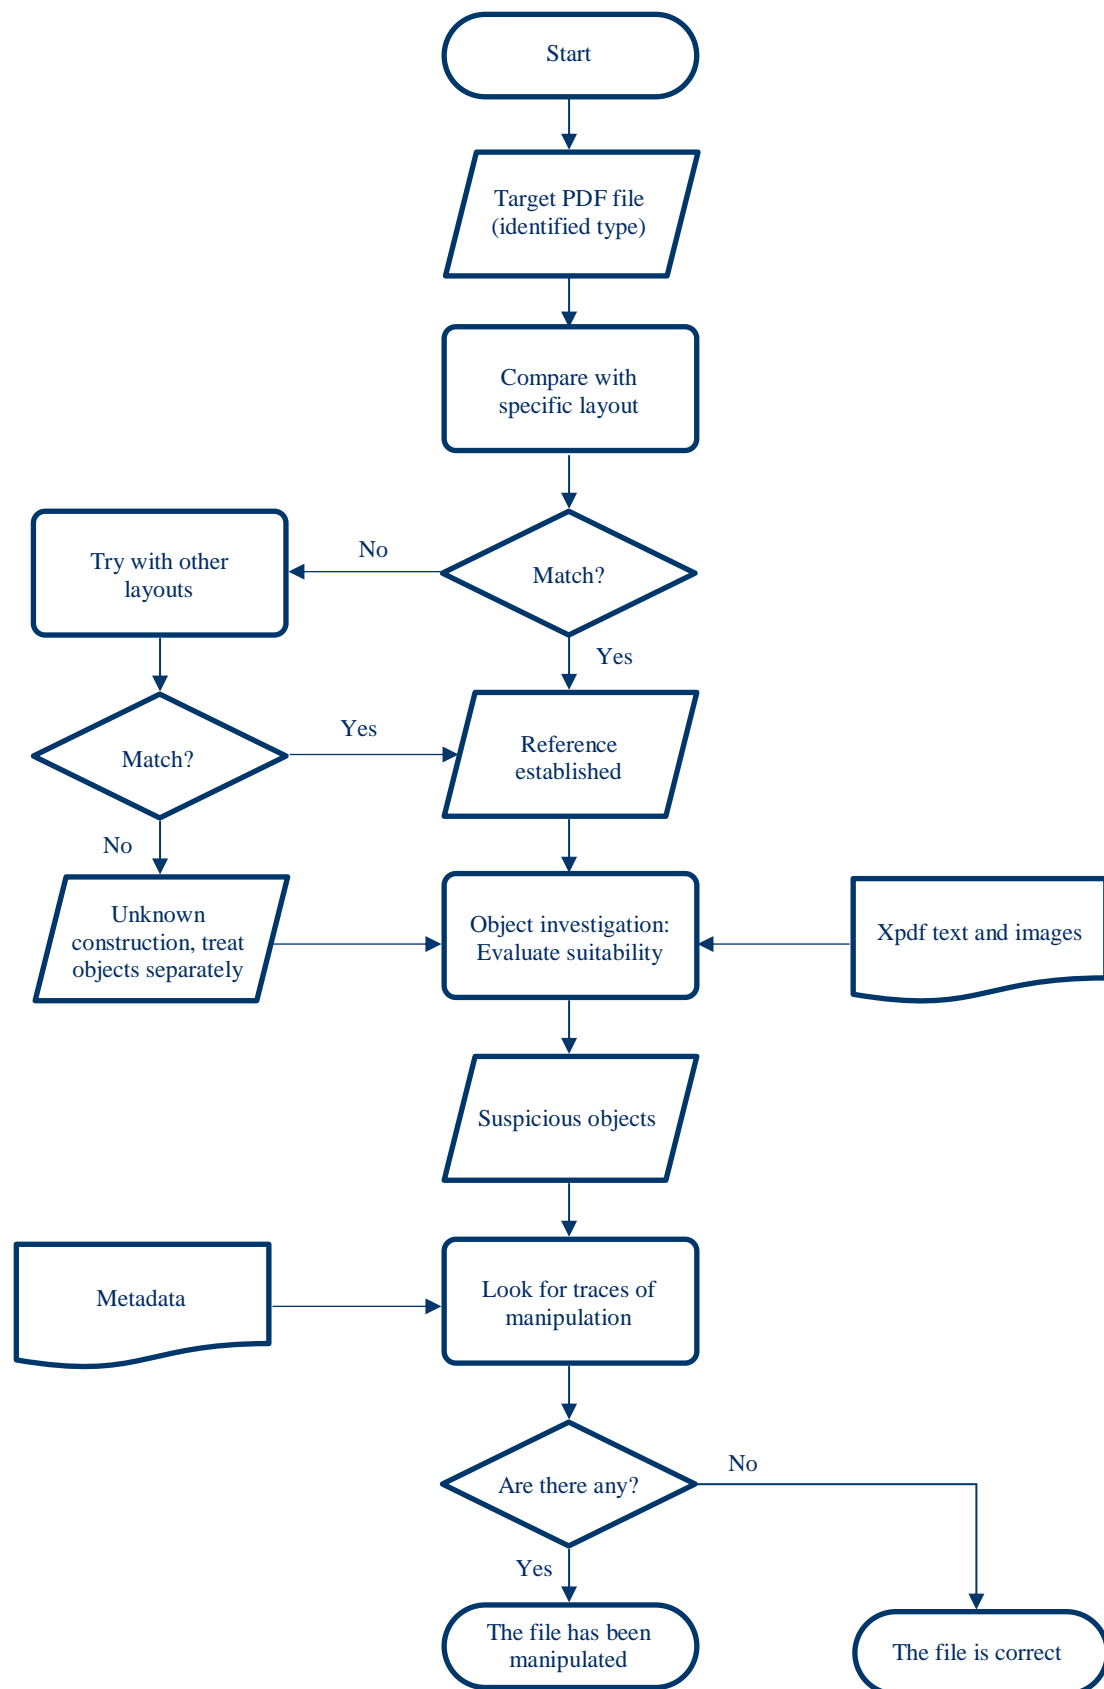 Start
Target PDF file
(identified type)
Compare with
specific layout
Try with other
layouts
No
Match?
Yes
Match?
Yes
Reference
established
No
Unknown
construction, treat
objects separately
Object investigation:
Evaluate suitability
Xpdf text and images
Suspicious objects
Metadata
Look for traces of
manipulation
Are there any?
No
Yes
The file has been
manipulated
The file is correct